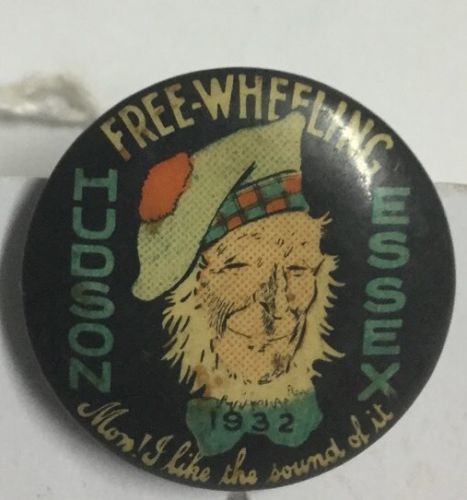 FREE-WHEELING
HUDSON
ESSEX
1932
Mon! I like the sound of it